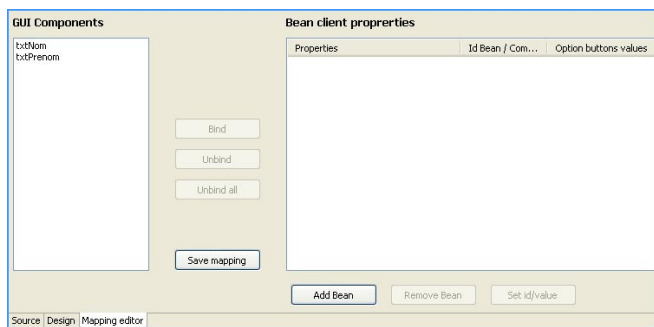 GUI Components
Bean client proprerties
txtNom
txtPrenom
Properties
Id Bean / Com...
Option buttons values
Bind
Unbind
Unbind all
Save mapping
Add Bean
Remove Bean
Set id/value
Source
Design
Mapping editor